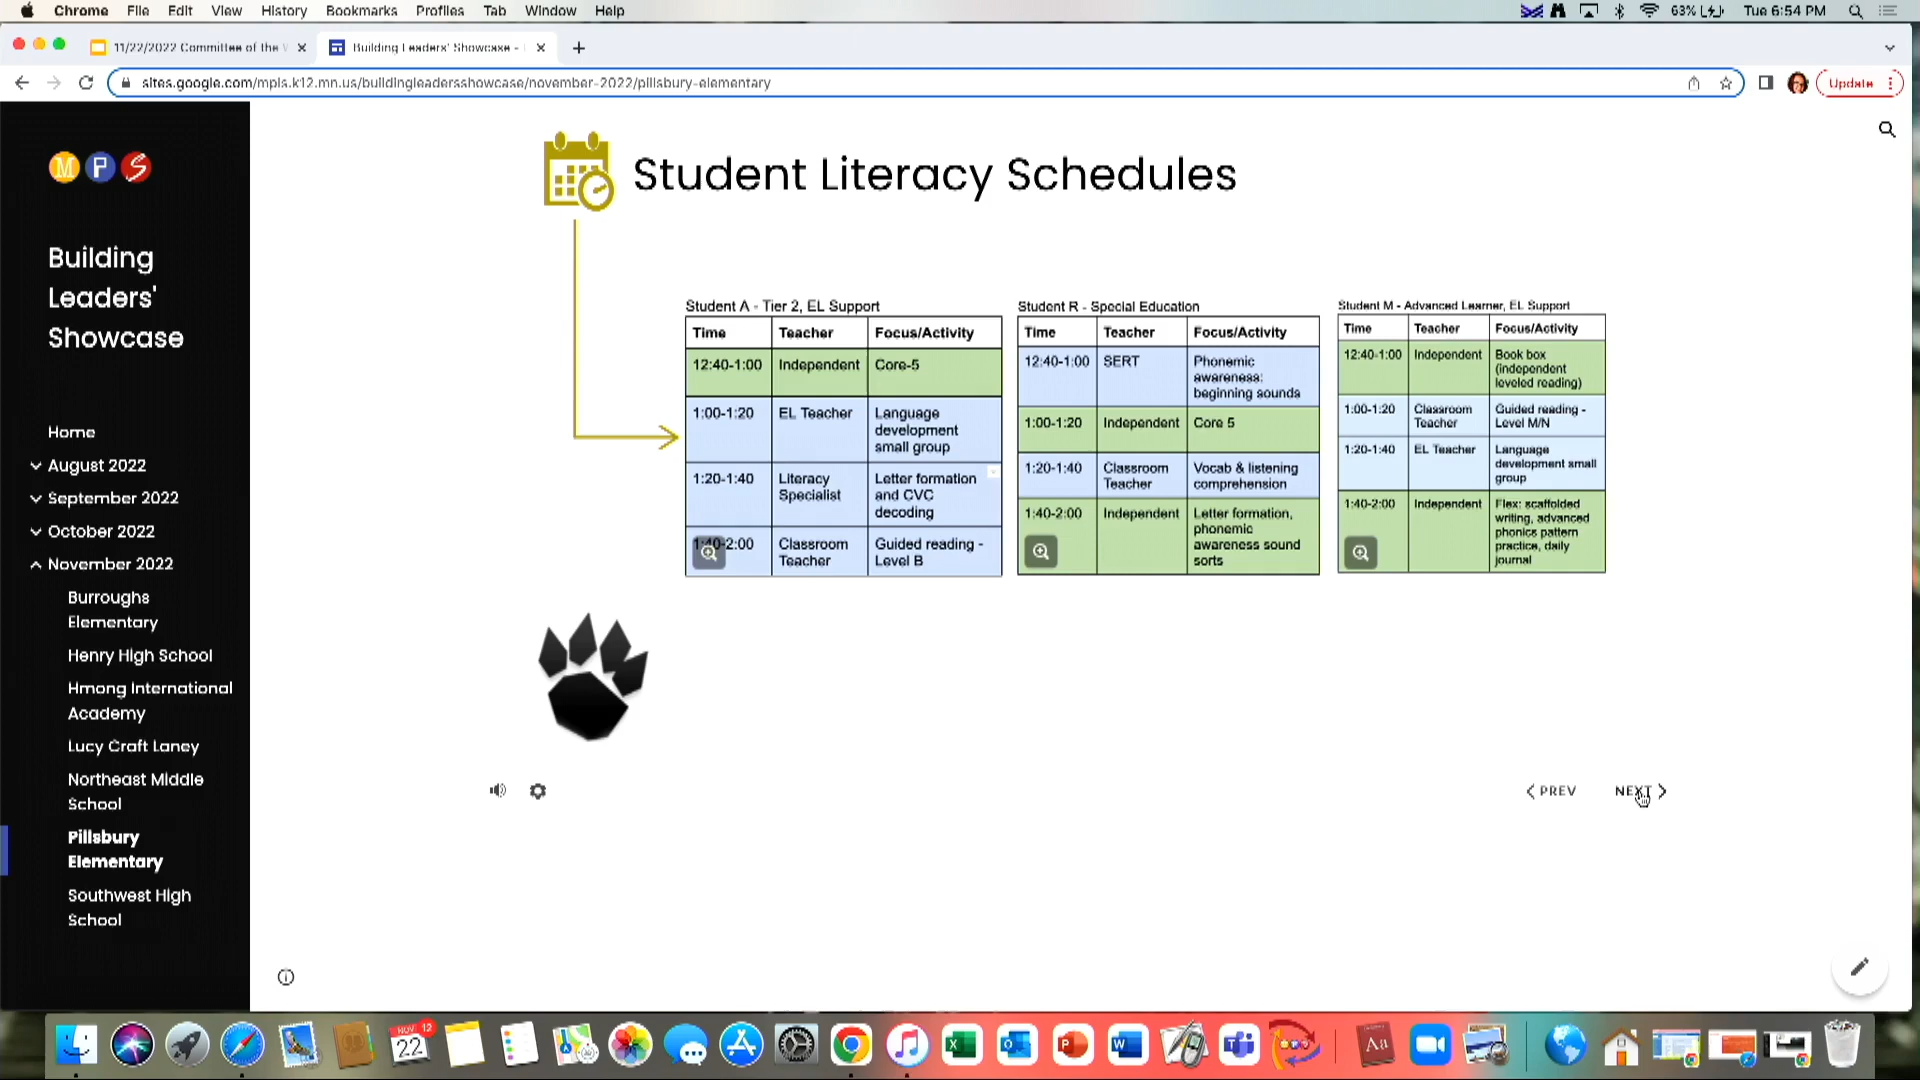 Chrome File Edit View History Bookmarks Profiles Tab Window Help
63% Tue 6:54 PM
11/22/2022 Committee of the W
Building Leaders' Showcase -
sites.google.com/mpls.k12.mn.us/buildingleadersshowcase/november-2022/pillsbury-elementary
Update
M P S
Building
Leaders'
Showcase
Home
August 2022
September 2022
October 2022
November 2022
Burroughs
Elementary
Henry High School
Hmong International
Academy
Lucy Craft Laney
Northeast Middle
School
Pillsbury
Elementary
Southwest High
School
Student Literacy Schedules
Student A - Tier 2, EL Support
Time Teacher Focus/Activity
12:40-1:00 Independent Core-5
1:00-1:20 EL Teacher Language
development
small group
1:20-1:40 Literacy Letter formation
Specialist and CVC
decoding
1:40-2:00 Classroom Guided reading -
Teacher Level B
Student R - Special Education
Time Teacher Focus/Activity
12:40-1:00 SERT Phonemic
awareness:
beginning sounds
1:00-1:20 Independent Core 5
1:20-1:40 Classroom Vocab & listening
Teacher comprehension
1:40-2:00 Independent Letter formation,
phonemic
awareness sound
sorts
Student M - Advanced Learner, EL Support
Time Teacher Focus/Activity
12:40-1:00 Independent Book box
(independent
leveled reading)
1:00-1:20 Classroom Guided reading -
Teacher Level M/N
1:20-1:40 EL Teacher Language
development small
group
1:40-2:00 Independent Flex: scaffolded
writing, advanced
phonics pattern
practice, daily
journal
PREV NEXT
NOV 12
22
Aa